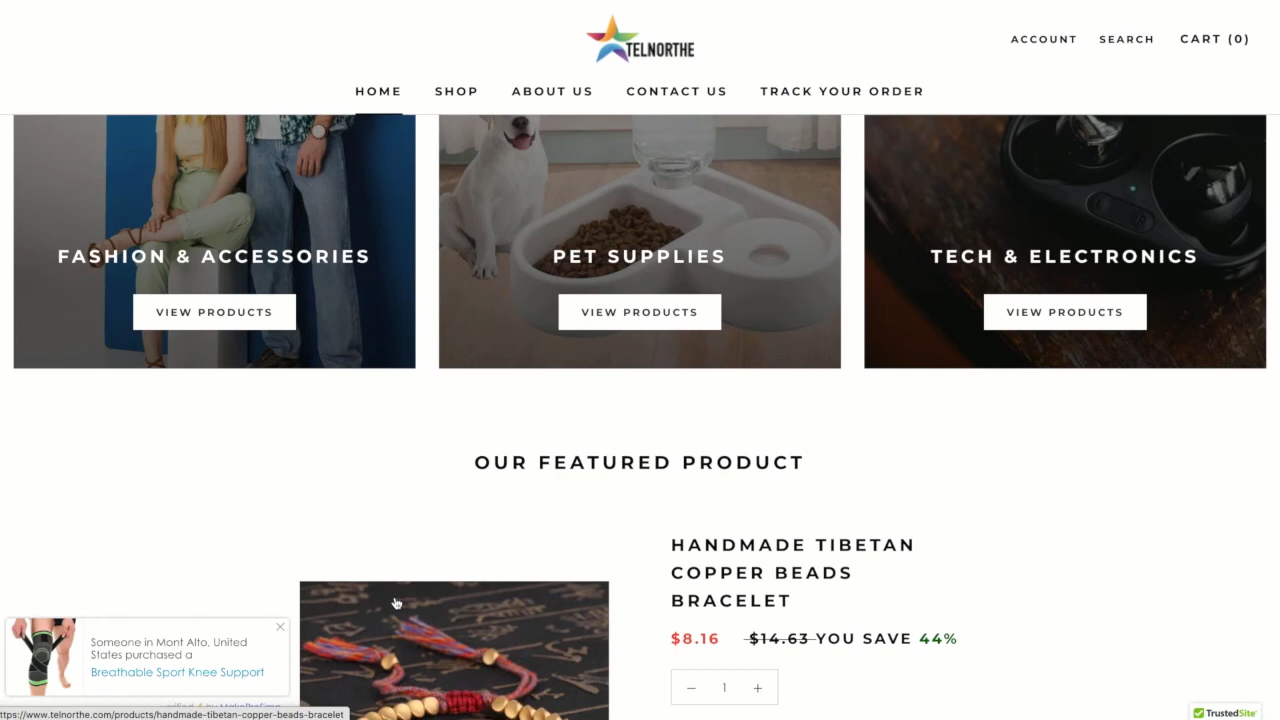 TELNORTHE
ACCOUNT
SEARCH
CART (0)
HOME
SHOP
ABOUT US
CONTACT US
TRACK YOUR ORDER
FASHION & ACCESSORIES
PET SUPPLIES
TECH & ELECTRONICS
VIEW PRODUCTS
VIEW PRODUCTS
VIEW PRODUCTS
OUR FEATURED PRODUCT
HANDMADE TIBETAN
COPPER BEADS
BRACELET
$8.16 $14.63 YOU SAVE 44%
− 1 +
Someone in Mont Alto, United
States purchased a
Breathable Sport Knee Support
ttps://www.telnorthe.com/products/handmade-tibetan-copper-beads-bracelet
TrustedSite